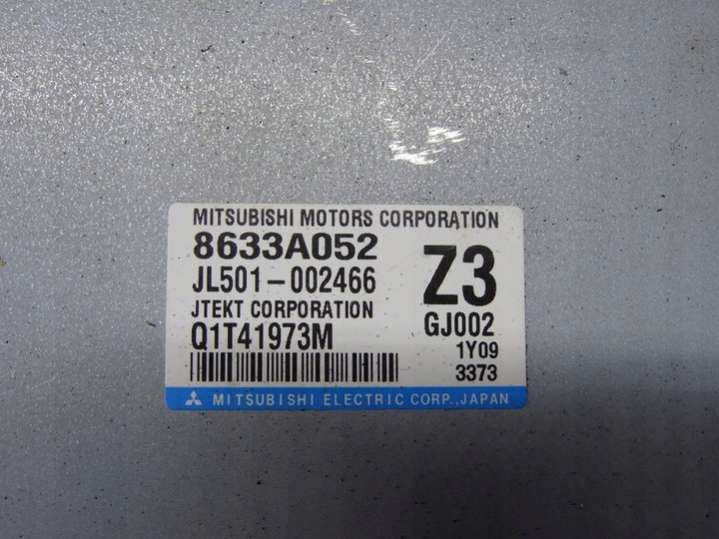 MITSUBISHI MOTORS CORPORATION
8633A052
Z3
JL501-002466
JTEKT CORPORATION
GJ002
Q1T41973M
1Y09
3373
MITSUBISHI ELECTRIC CORP.,JAPAN